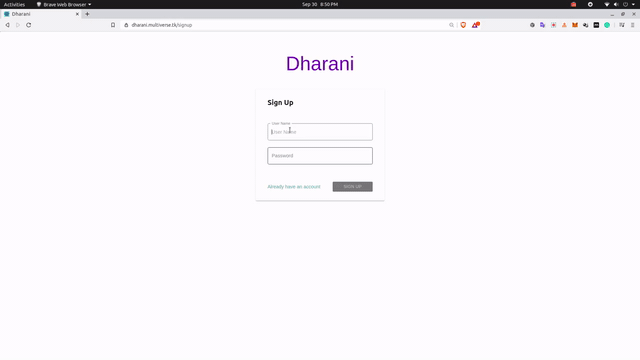 Activities
Brave Web Browser
Sep 30 8:50 PM
Dharani
dharani.multiverse.tk/signup
Dharani
Sign Up
User Name
User Name
Password
Already have an account
SIGN UP